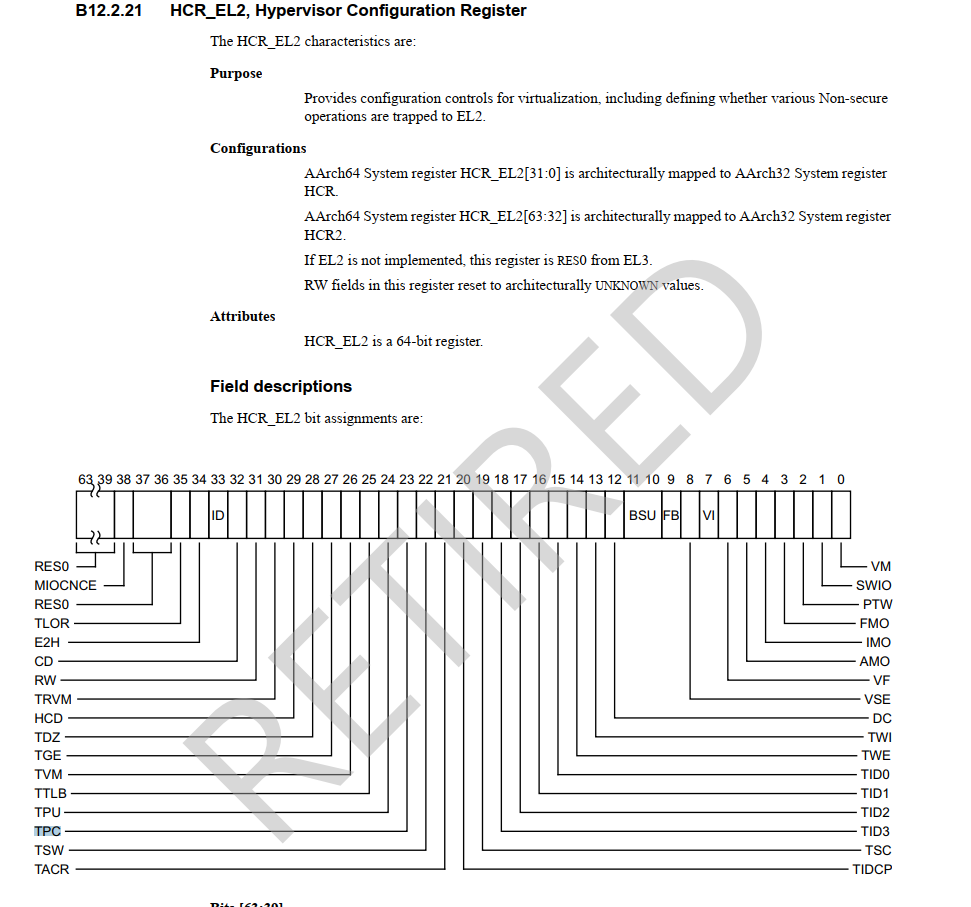 B12.2.21 HCR_EL2, Hypervisor Configuration Register
The HCR_EL2 characteristics are:
Purpose
Provides configuration controls for virtualization, including defining whether various Non-secure
operations are trapped to EL2.
Configurations
AArch64 System register HCR_EL2[31:0] is architecturally mapped to AArch32 System register
HCR.
AArch64 System register HCR_EL2[63:32] is architecturally mapped to AArch32 System register
HCR2.
If EL2 is not implemented, this register is RES0 from EL3.
RW fields in this register reset to architecturally UNKNOWN values.
Attributes
HCR_EL2 is a 64-bit register.
Field descriptions
The HCR_EL2 bit assignments are:
63 39 38 37 36 35 34 33 32 31 30 29 28 27 26 25 24 23 22 21 20 19 18 17 16 15 14 13 12 11 10 9 8 7 6 5 4 3 2 1 0
ID BSU FB VI
RES0 VM
MIOCNCE SWIO
RES0 PTW
TLOR FMO
E2H IMO
CD AMO
RW VF
TRVM VSE
HCD DC
TDZ TWI
TGE TWE
TVM TID0
TTLB TID1
TPU TID2
TPC TID3
TSW TSC
TACR TIDCP
Bits [63:39]
RETIRED